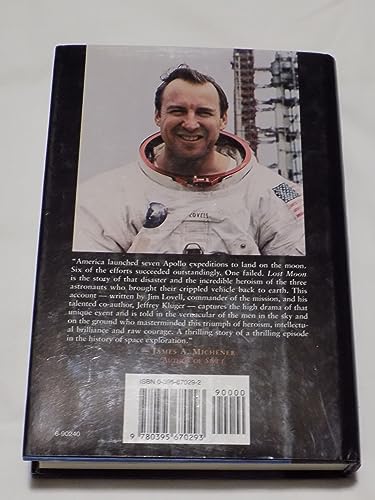 LOVELL
"America launched seven Apollo expeditions to land on the moon.
Six of the efforts succeeded outstandingly. One failed. Lost Moon
is the story of that disaster and the incredible heroism of the three
astronauts who brought their crippled vehicle back to earth. This
account — written by Jim Lovell, commander of the mission, and his
talented co-author, Jeffrey Kluger — captures the high drama of that
unique event and is told in the vernacular of the men in the sky and
on the ground who masterminded this triumph of heroism, intellectu-
al brilliance and raw courage. A thrilling story of a thrilling episode
in the history of space exploration."
— James A. Michener
Author of Space
ISBN 0-395-67029-2
90000
9 780395 670293
6-90240